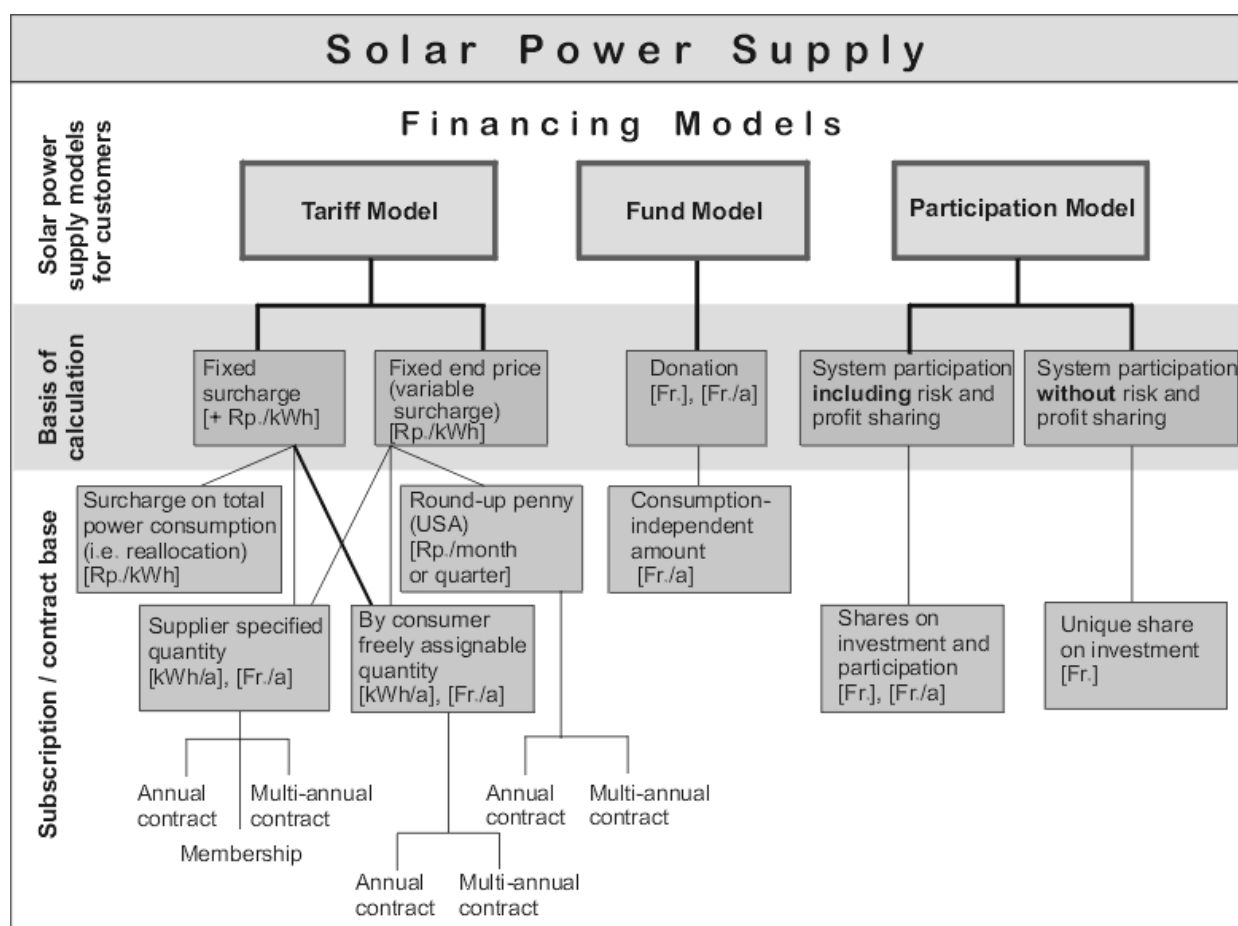 Solar Power Supply
Financing Models
Solar power
supply models
for customers
Tariff Model
Fund Model
Participation Model
Basis of
calculation
Fixed
surcharge
[+ Rp./kWh]
Fixed end price
(variable
surcharge)
[Rp./kWh]
Donation
[Fr.], [Fr./a]
System participation
including risk and
profit sharing
System participation
without risk and
profit sharing
Subscription / contract base
Surcharge on total
power consumption
(i.e. reallocation)
[Rp./kWh]
Round-up penny
(USA)
[Rp./month
or quarter]
Consumption-
independent
amount
[Fr./a]
Supplier specified
quantity
[kWh/a], [Fr./a]
By consumer
freely assignable
quantity
[kWh/a], [Fr./a]
Shares on
investment and
participation
[Fr.], [Fr./a]
Unique share
on investment
[Fr.]
Annual
contract
Multi-annual
contract
Membership
Annual
contract
Multi-annual
contract
Annual
contract
Multi-annual
contract